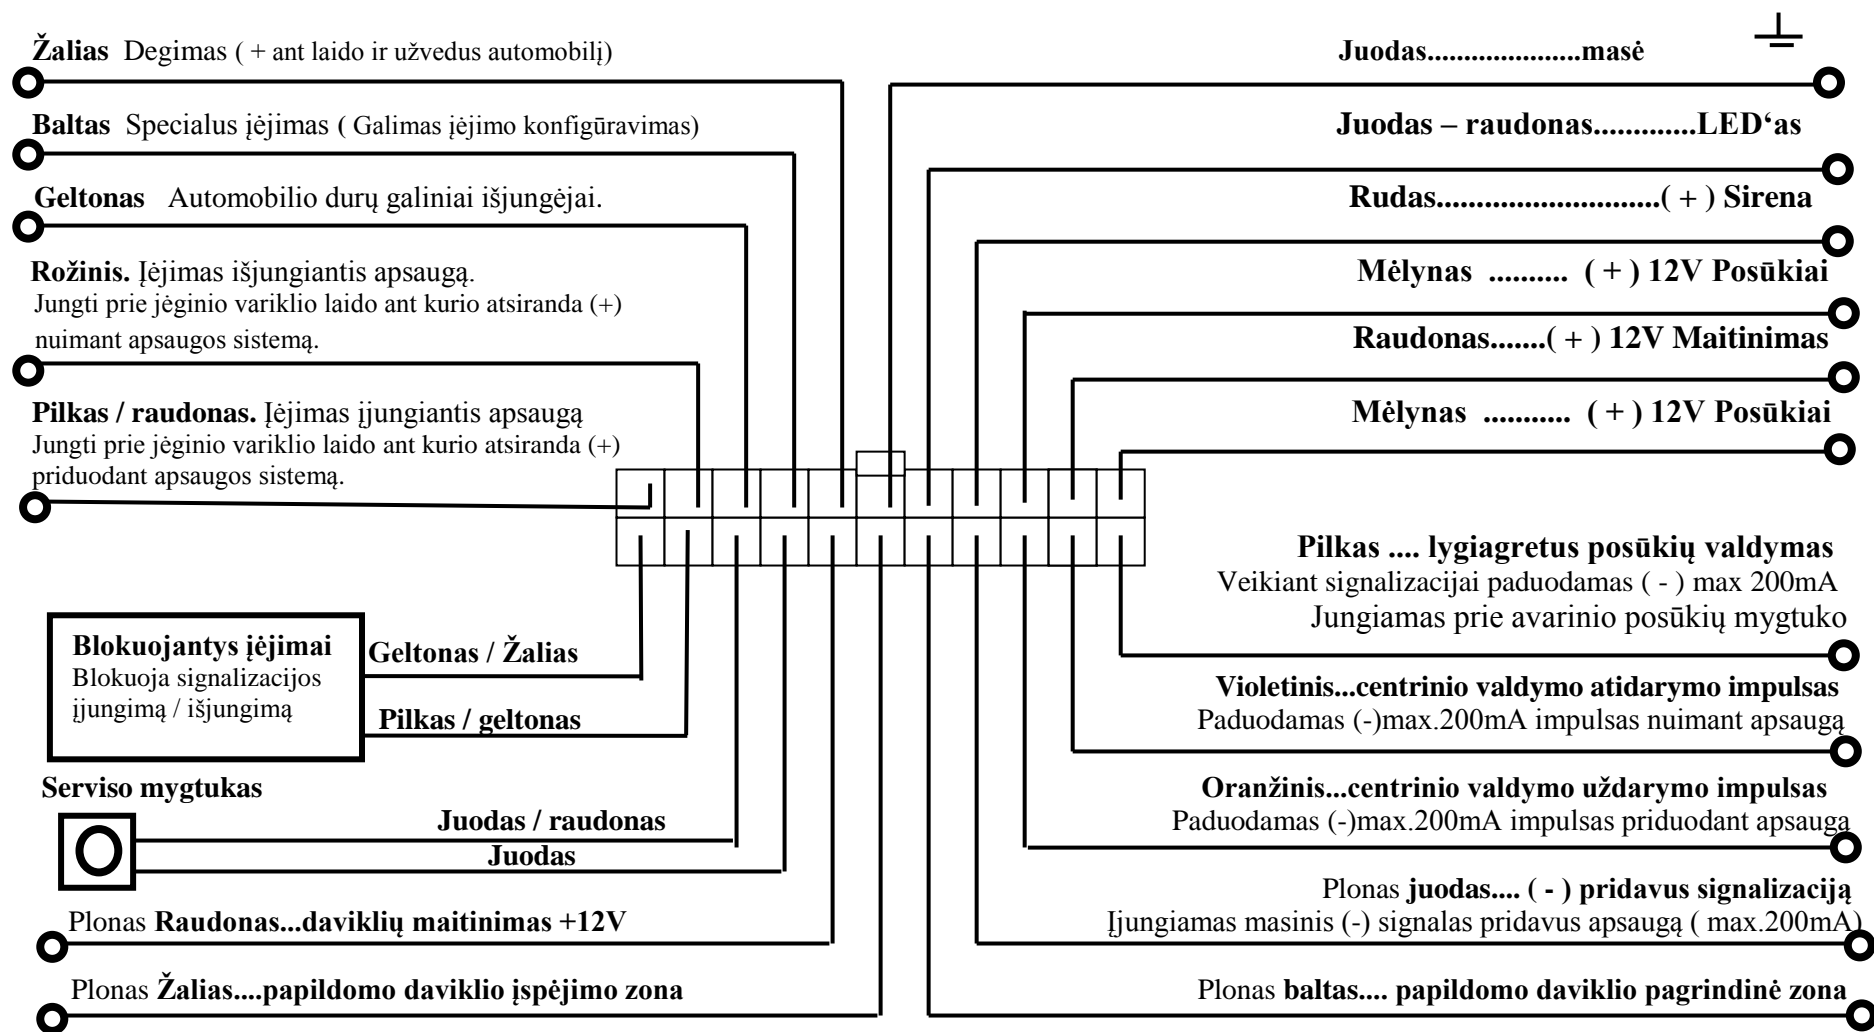 Žalias Degimas ( + ant laido ir užvedus automobilį)
Baltas Specialus įėjimas ( Galimas įėjimo konfigūravimas)
Geltonas Automobilio durų galiniai išjungėjai.
Rožinis. Įėjimas išjungiantis apsaugą.
Jungti prie jėginio variklio laido ant kurio atsiranda (+)
nuimant apsaugos sistemą.
Pilkas / raudonas. Įėjimas įjungiantis apsaugą
Jungti prie jėginio variklio laido ant kurio atsiranda (+)
priduodant apsaugos sistemą.
Juodas.....................masė
Juodas – raudonas.............LED‘as
Rudas............................( + ) Sirena
Mėlynas .......... ( + ) 12V Posūkiai
Raudonas.......( + ) 12V Maitinimas
Mėlynas ........... ( + ) 12V Posūkiai
Blokuojantys įėjimai
Blokuoja signalizacijos
įjungimą / išjungimą
Geltonas / Žalias
Pilkas / geltonas
Serviso mygtukas
Juodas / raudonas
Juodas
Plonas Raudonas...daviklių maitinimas +12V
Plonas Žalias....papildomo daviklio įspėjimo zona
Pilkas .... lygiagretus posūkių valdymas
Veikiant signalizacijai paduodamas ( - ) max 200mA
Jungiamas prie avarinio posūkių mygtuko
Violetinis...centrinio valdymo atidarymo impulsas
Paduodamas (-)max.200mA impulsas nuimant apsaugą
Oranžinis...centrinio valdymo uždarymo impulsas
Paduodamas (-)max.200mA impulsas priduodant apsaugą
Plonas juodas.... ( - ) pridavus signalizaciją
Įjungiamas masinis (-) signalas pridavus apsaugą ( max.200mA)
Plonas baltas.... papildomo daviklio pagrindinė zona